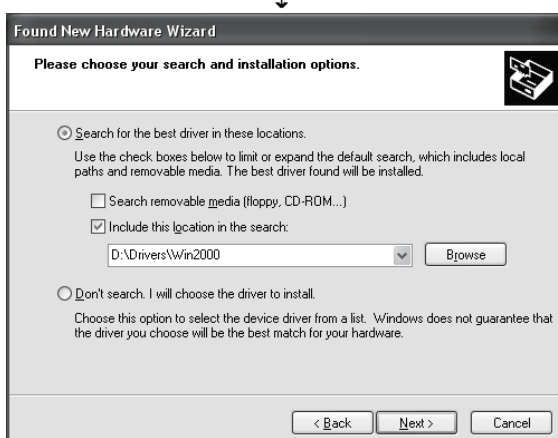 Found New Hardware Wizard
Please choose your search and installation options.
Search for the best driver in these locations.
Use the check boxes below to limit or expand the default search, which includes local
paths and removable media. The best driver found will be installed.
Search removable media (floppy, CD-ROM...)
Include this location in the search:
D:\Drivers\Win2000
Browse
Don't search. I will choose the driver to install.
Choose this option to select the device driver from a list. Windows does not guarantee that
the driver you choose will be the best match for your hardware.
< Back
Next >
Cancel